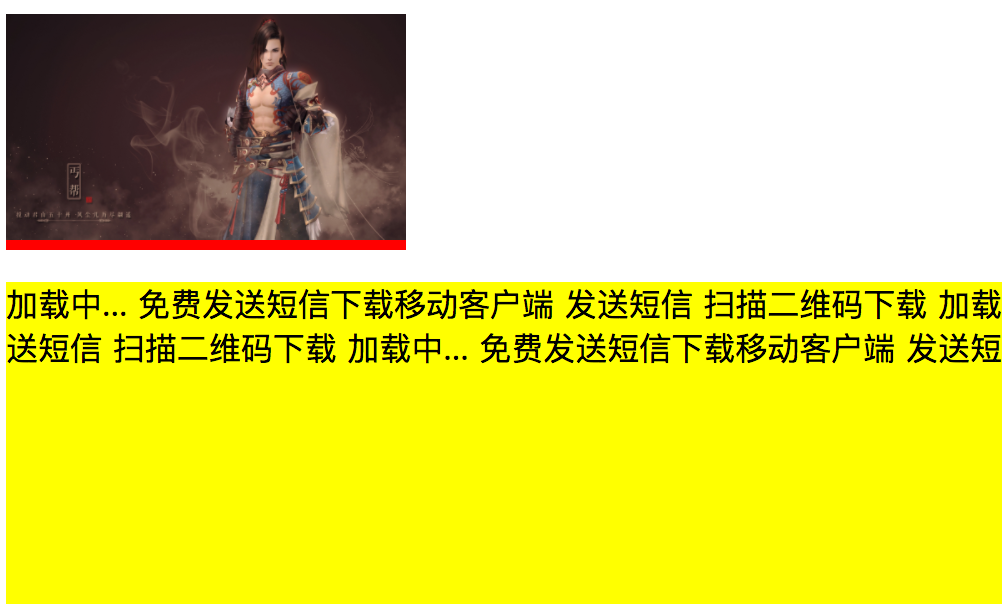 丐
帮
加载中... 免费发送短信下载移动客户端 发送短信 扫描二维码下载 加载
送短信 扫描二维码下载 加载中... 免费发送短信下载移动客户端 发送短